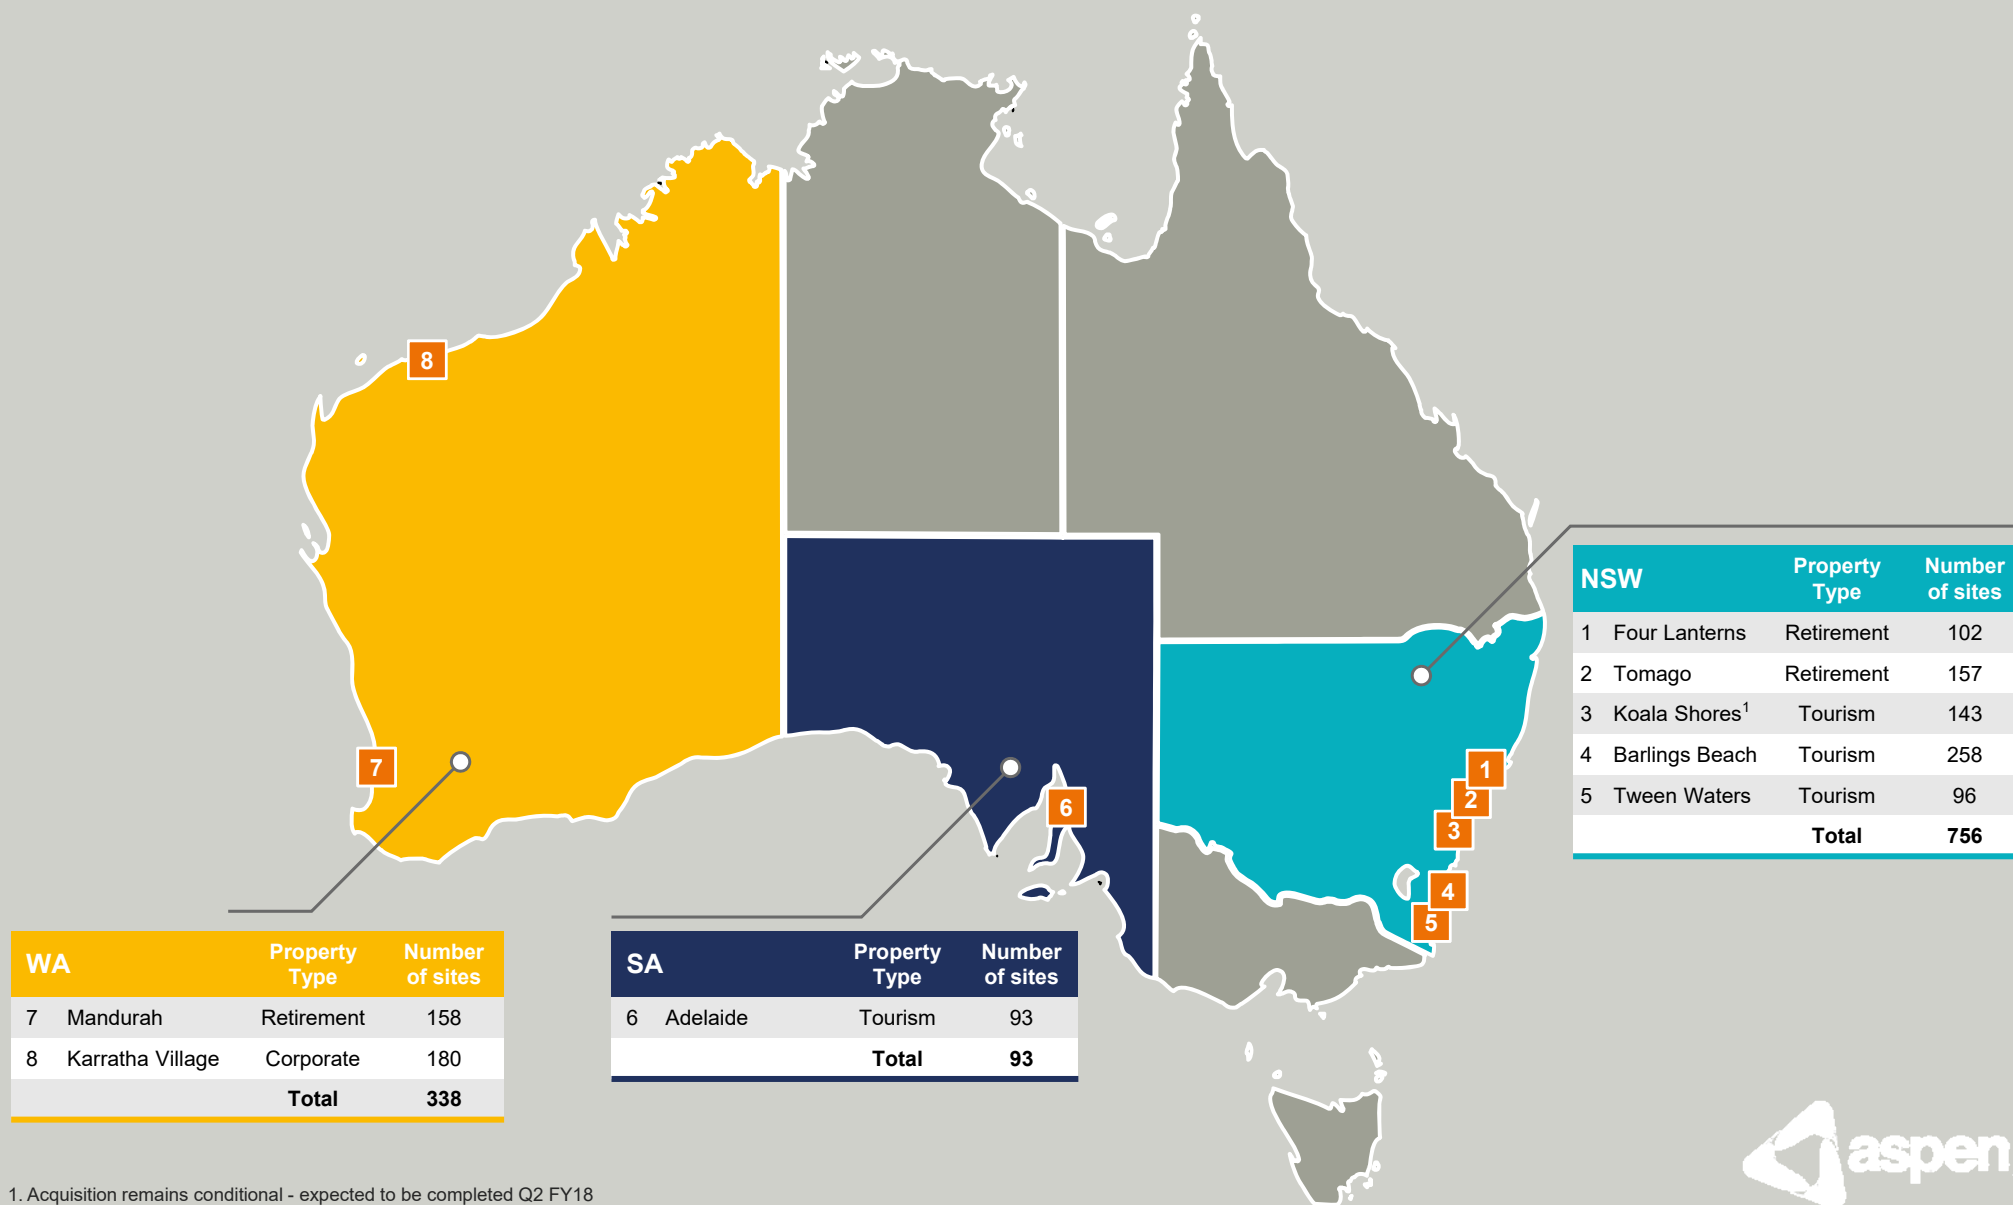 8
7
6
1
2
3
4
5
NSW Property Type Number of sites
1 Four Lanterns Retirement 102
2 Tomago Retirement 157
3 Koala Shores¹ Tourism 143
4 Barlings Beach Tourism 258
5 Tween Waters Tourism 96
Total 756
WA Property Type Number of sites
7 Mandurah Retirement 158
8 Karratha Village Corporate 180
Total 338
SA Property Type Number of sites
6 Adelaide Tourism 93
Total 93
aspen
1. Acquisition remains conditional - expected to be completed Q2 FY18